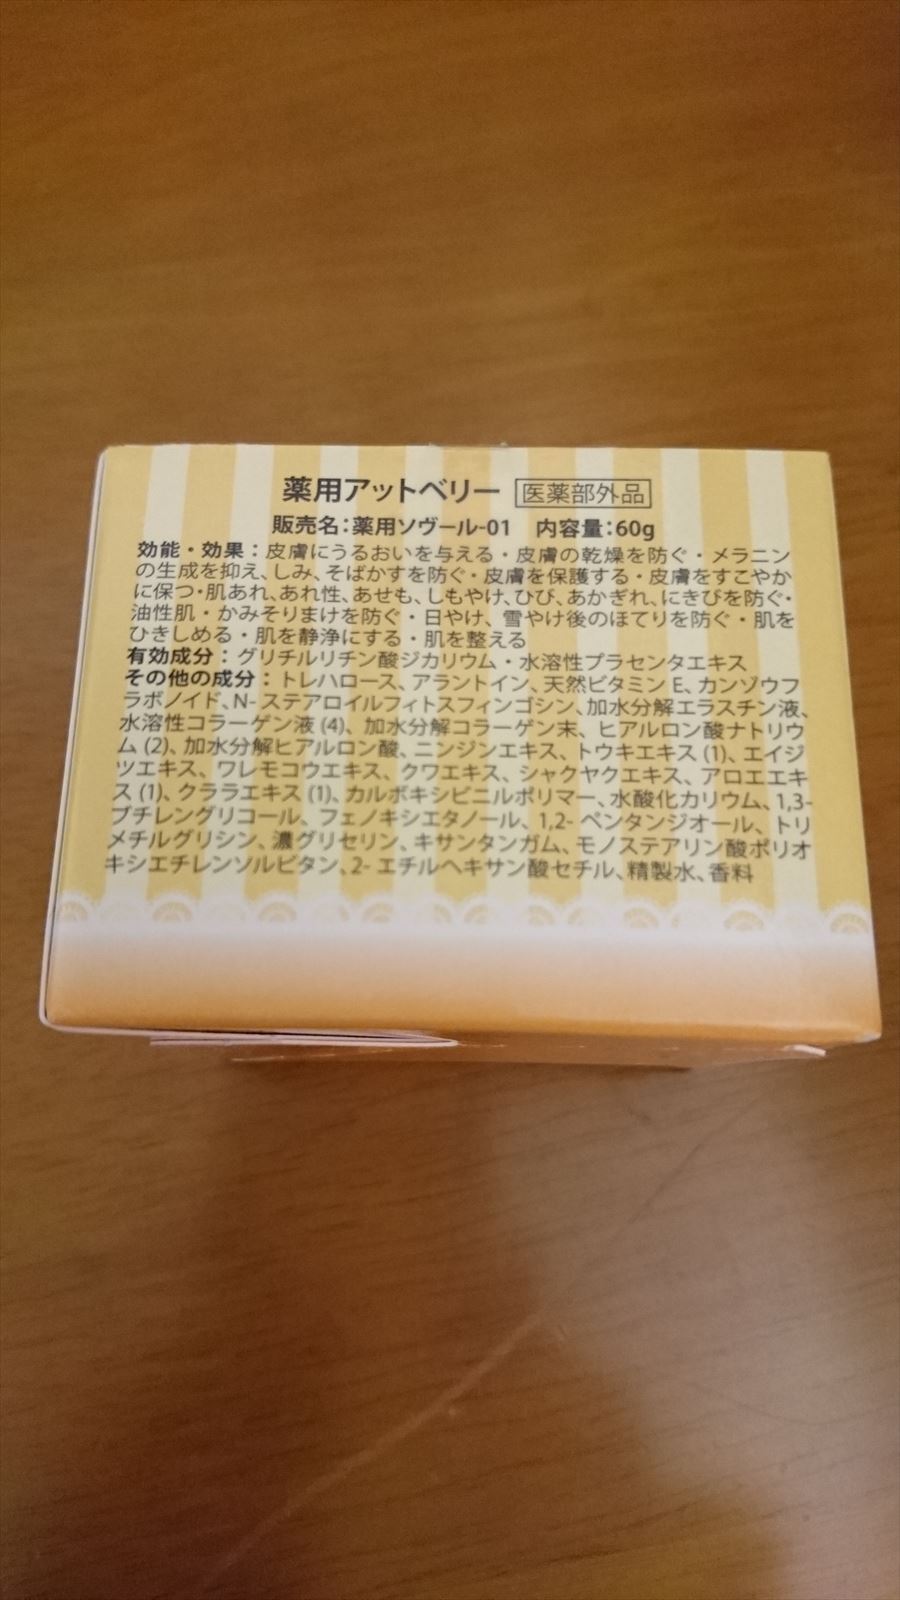 薬用アットベリー 医薬部外品
販売名：薬用ソヴール-01 内容量：60g
効能・効果：皮膚にうるおいを与える・皮膚の乾燥を防ぐ・メラニン
の生成を抑え、しみ、そばかすを防ぐ・皮膚を保護する・皮膚をすこやか
に保つ・肌あれ、あれ性、あせも、しもやけ、ひび、あかぎれ、にきびを防ぐ・
油性肌・かみそりまけを防ぐ・日やけ、雪やけ後のほてりを防ぐ・肌を
ひきしめる・肌を静浄にする・肌を整える
有効成分：グリチルリチン酸ジカリウム・水溶性プラセンタエキス
その他の成分：トレハロース、アラントイン、天然ビタミンE、カンゾウフ
ラボノイド、N-ステアロイルフィトスフィンゴシン、加水分解エラスチン液、
水溶性コラーゲン液(4)、加水分解コラーゲン末、ヒアルロン酸ナトリウ
ム(2)、加水分解ヒアルロン酸、ニンジンエキス、トウキエキス(1)、エイジ
ツエキス、ワレモコウエキス、クワエキス、シャクヤクエキス、アロエエキ
ス(1)、クララエキス(1)、カルボキシビニルポリマー、水酸化カリウム、1,3-
ブチレングリコール、フェノキシエタノール、1,2-ペンタンジオール、トリ
メチルグリシン、濃グリセリン、キサンタンガム、モノステアリン酸ポリオ
キシエチレンソルビタン、2-エチルヘキサン酸セチル、精製水、香料